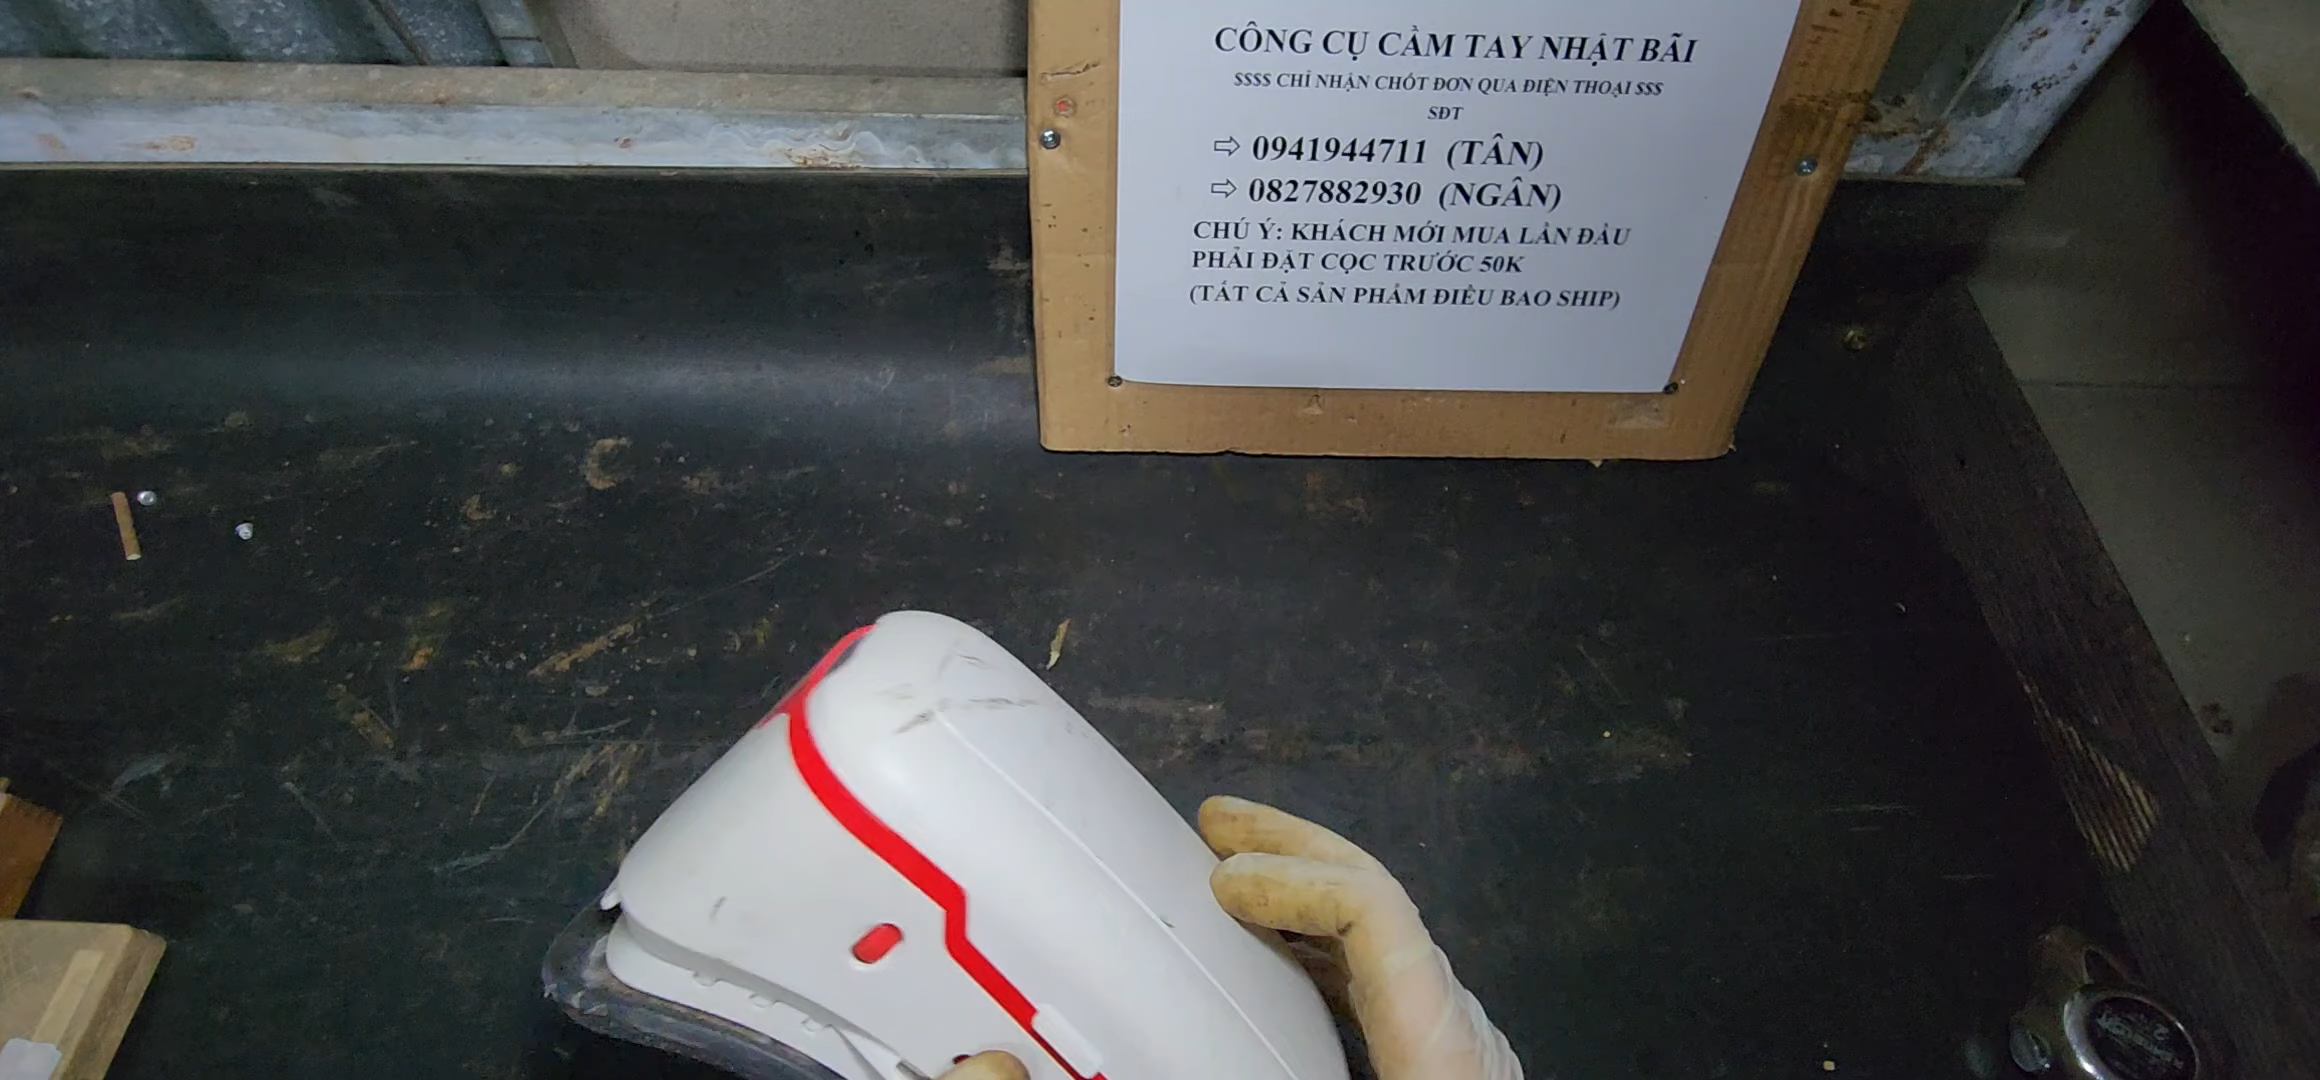 CÔNG CỤ CẦM TAY NHẬT BÃI
$$$$ CHỈ NHẬN CHỐT ĐƠN QUA ĐIỆN THOẠI $$$
SĐT
⇨ 0941944711 (TÂN)
⇨ 0827882930 (NGÂN)
CHÚ Ý: KHÁCH MỚI MUA LẦN ĐẦU
PHẢI ĐẶT CỌC TRƯỚC 50K
(TẤT CẢ SẢN PHẨM ĐIỀU BAO SHIP)